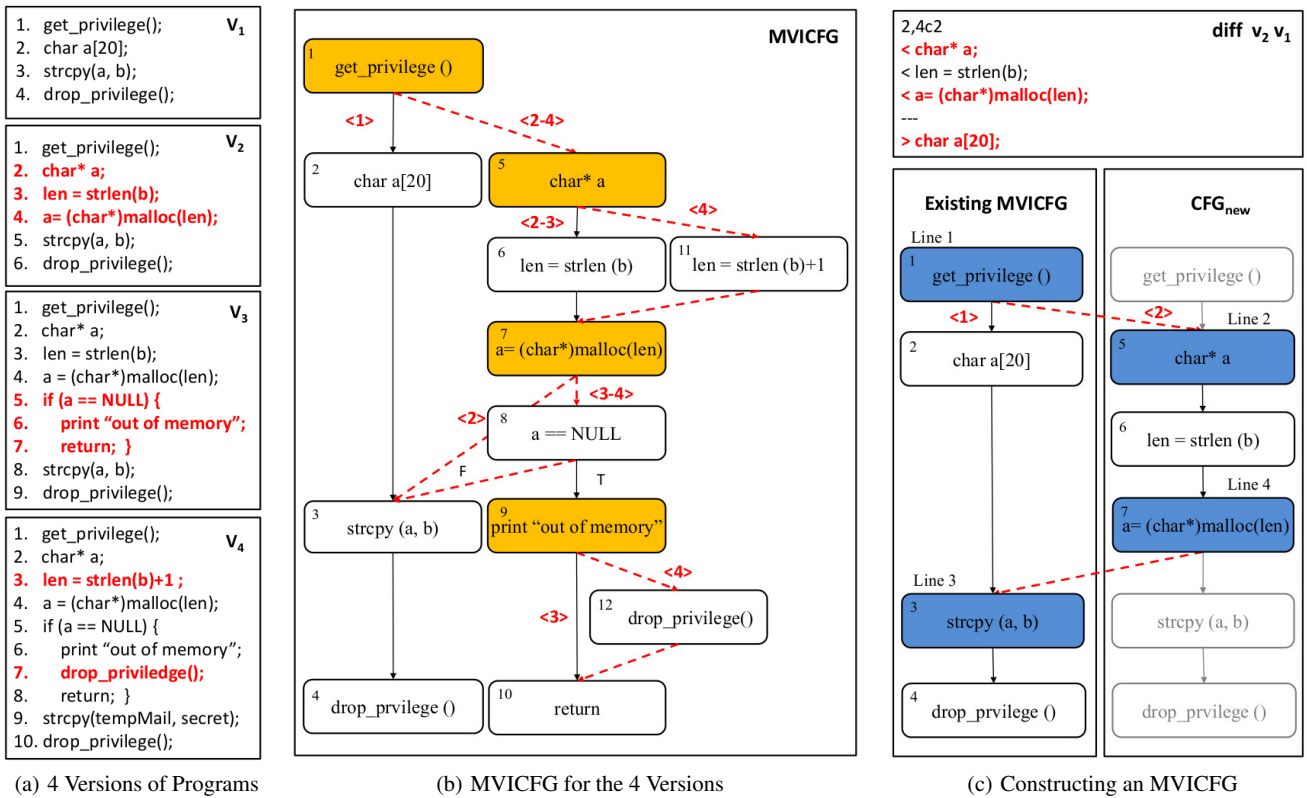 V1
1. get_privilege();
2. char a[20];
3. strcpy(a, b);
4. drop_privilege();
V2
1. get_privilege();
2. char* a;
3. len = strlen(b);
4. a= (char*)malloc(len);
5. strcpy(a, b);
6. drop_privilege();
V3
1. get_privilege();
2. char* a;
3. len = strlen(b);
4. a = (char*)malloc(len);
5. if (a == NULL) {
6. print “out of memory”;
7. return; }
8. strcpy(a, b);
9. drop_privilege();
V4
1. get_privilege();
2. char* a;
3. len = strlen(b)+1 ;
4. a = (char*)malloc(len);
5. if (a == NULL) {
6. print “out of memory”;
7. drop_priviledge();
8. return; }
9. strcpy(tempMail, secret);
10. drop_privilege();
(a) 4 Versions of Programs
MVICFG
1 get_privilege ()
<1>
<2-4>
2 char a[20]
5 char* a
<2-3>
<4>
6 len = strlen (b)
11 len = strlen (b)+1
7 a= (char*)malloc(len)
<2>
<3-4>
8 a == NULL
F
T
3 strcpy (a, b)
9 print “out of memory”
<4>
<3>
12 drop_privilege()
4 drop_prvilege ()
10 return
(b) MVICFG for the 4 Versions
diff v2 v1
2,4c2
< char* a;
< len = strlen(b);
< a= (char*)malloc(len);
---
> char a[20];
Existing MVICFG
Line 1
1 get_privilege ()
<1>
<2>
2 char a[20]
Line 3
3 strcpy (a, b)
4 drop_prvilege ()
CFGnew
get_privilege ()
Line 2
5 char* a
6 len = strlen (b)
Line 4
7 a= (char*)malloc(len)
strcpy (a, b)
drop_prvilege ()
(c) Constructing an MVICFG